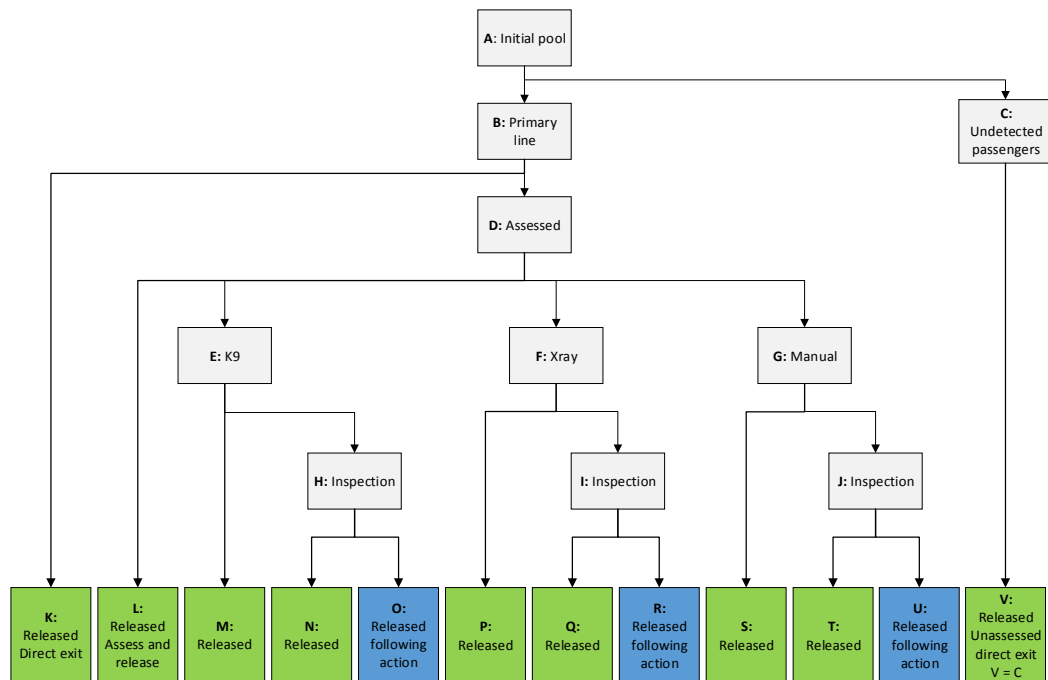 A: Initial pool
B: Primary
line
C:
Undetected
passengers
D: Assessed
E: K9
F: Xray
G: Manual
H: Inspection
I: Inspection
J: Inspection
K:
Released
Direct exit
L:
Released
Assess and
release
M:
Released
N:
Released
O:
Released
following
action
P:
Released
Q:
Released
R:
Released
following
action
S:
Released
T:
Released
U:
Released
following
action
V:
Released
Unassessed
direct exit
V = C